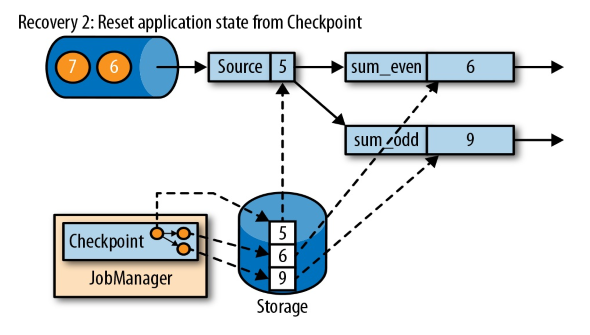 Recovery 2: Reset application state from Checkpoint
7 6 Source 5 sum_even 6
sum_odd 9
Checkpoint
JobManager
5
6
9
Storage